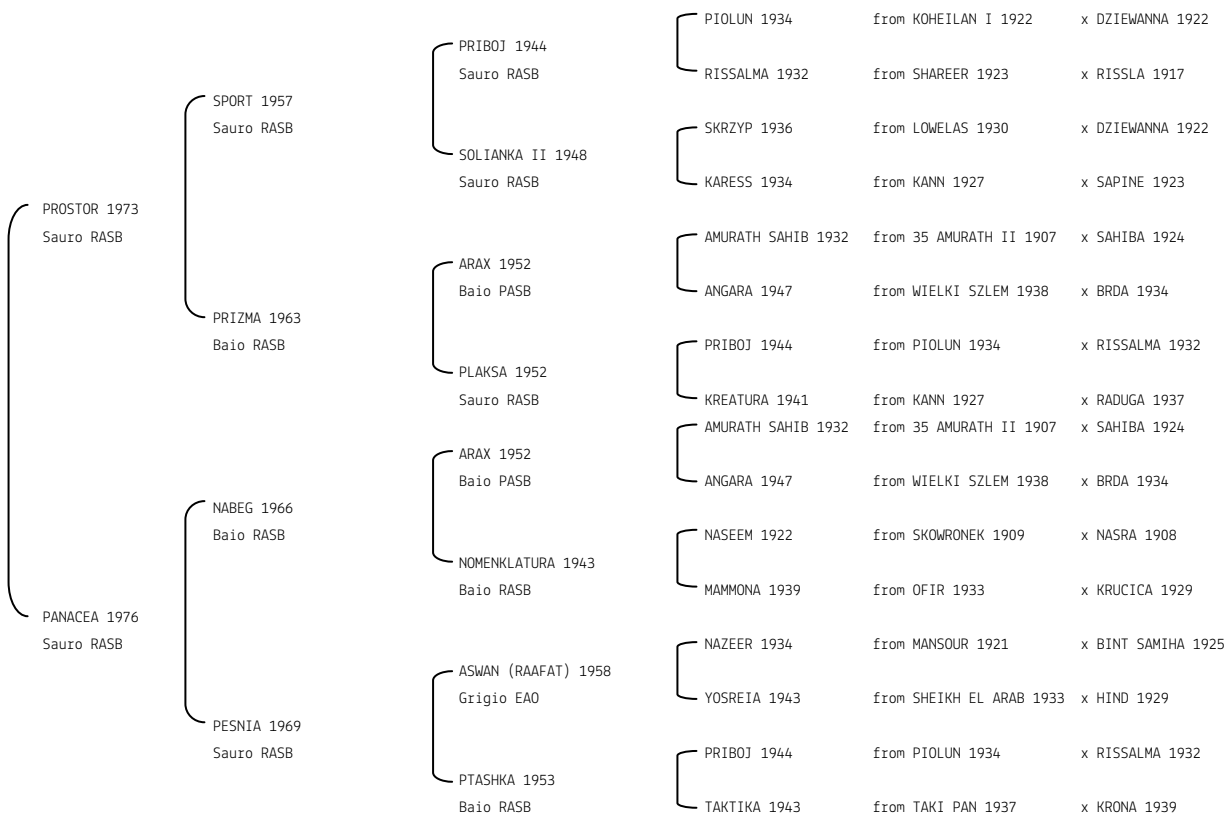 PIOLUN 1934 from KOHEILAN I 1922 x DZIEWANNA 1922
PRIBOJ 1944
Sauro RASB RISSALMA 1932 from SHAREER 1923 x RISSLA 1917
SPORT 1957
Sauro RASB SKRZYP 1936 from LOWELAS 1930 x DZIEWANNA 1922
SOLIANKA II 1948
Sauro RASB KARESS 1934 from KANN 1927 x SAPINE 1923
PROSTOR 1973
Sauro RASB AMURATH SAHIB 1932 from 35 AMURATH II 1907 x SAHIBA 1924
ARAX 1952
Baio PASB ANGARA 1947 from WIELKI SZLEM 1938 x BRDA 1934
PRIZMA 1963
Baio RASB PRIBOJ 1944 from PIOLUN 1934 x RISSALMA 1932
PLAKSA 1952
Sauro RASB KREATURA 1941 from KANN 1927 x RADUGA 1937
AMURATH SAHIB 1932 from 35 AMURATH II 1907 x SAHIBA 1924
ARAX 1952
Baio PASB ANGARA 1947 from WIELKI SZLEM 1938 x BRDA 1934
NABEG 1966
Baio RASB NASEEM 1922 from SKOWRONEK 1909 x NASRA 1908
NOMENKLATURA 1943
Baio RASB MAMMONA 1939 from OFIR 1933 x KRUCICA 1929
PANACEA 1976
Sauro RASB NAZEER 1934 from MANSOUR 1921 x BINT SAMIHA 1925
ASWAN (RAAFAT) 1958
Grigio EAO YOSREIA 1943 from SHEIKH EL ARAB 1933 x HIND 1929
PESNIA 1969
Sauro RASB PRIBOJ 1944 from PIOLUN 1934 x RISSALMA 1932
PTASHKA 1953
Baio RASB TAKTIKA 1943 from TAKI PAN 1937 x KRONA 1939